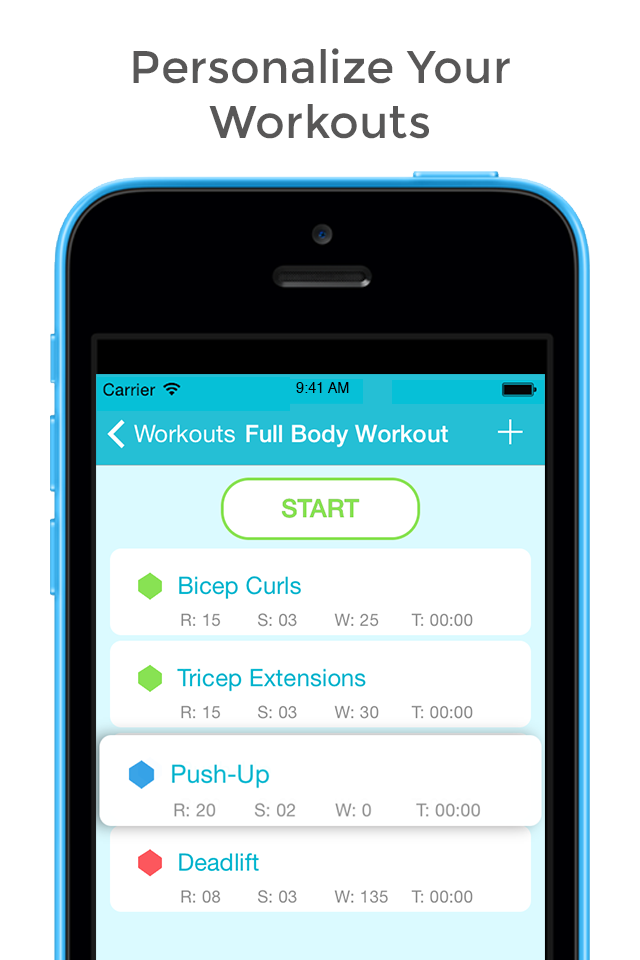 Personalize Your
Workouts
Carrier 9:41 AM
Workouts Full Body Workout
START
Bicep Curls
R: 15 S: 03 W: 25 T: 00:00
Tricep Extensions
R: 15 S: 03 W: 30 T: 00:00
Push-Up
R: 20 S: 02 W: 0 T: 00:00
Deadlift
R: 08 S: 03 W: 135 T: 00:00